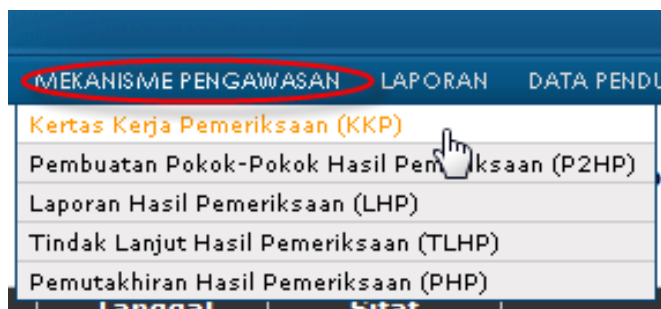 MEKANISME PENGAWASAN LAPORAN DATA
Kertas Kerja Pemeriksaan (KKP)
Pembuatan Pokok-Pokok Hasil Pemeriksaan (P2HP)
Laporan Hasil Pemeriksaan (LHP)
Tindak Lanjut Hasil Pemeriksaan (TLHP)
Pemutakhiran Hasil Pemeriksaan (PHP)
Tanggal